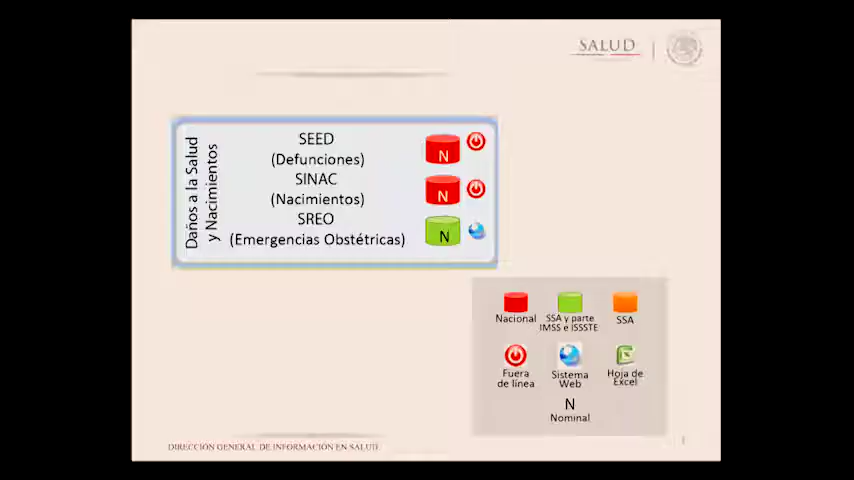 SALUD
Daños a la Salud
y Nacimientos
SEED
(Defunciones)
N
SINAC
(Nacimientos)
N
SREO
(Emergencias Obstétricas)
N
Nacional
SSA y parte
IMSS e ISSSTE
SSA
Fuera
de línea
Sistema
Web
Hoja de
Excel
N
Nominal
DIRECCIÓN GENERAL DE INFORMACIÓN EN SALUD